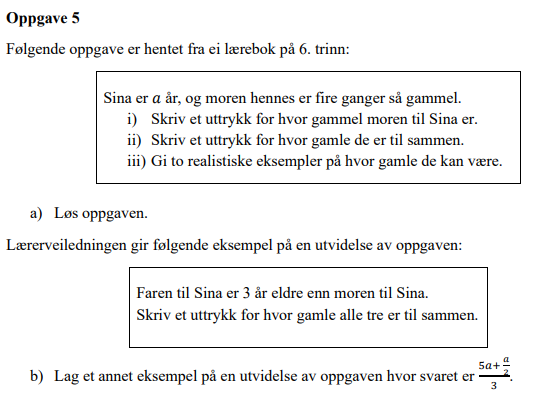 Oppgave 5
Følgende oppgave er hentet fra ei lærebok på 6. trinn:
Sina er a år, og moren hennes er fire ganger så gammel.
i) Skriv et uttrykk for hvor gammel moren til Sina er.
ii) Skriv et uttrykk for hvor gamle de er til sammen.
iii) Gi to realistiske eksempler på hvor gamle de kan være.
a) Løs oppgaven.
Lærerveiledningen gir følgende eksempel på en utvidelse av oppgaven:
Faren til Sina er 3 år eldre enn moren til Sina.
Skriv et uttrykk for hvor gamle alle tre er til sammen.
b) Lag et annet eksempel på en utvidelse av oppgaven hvor svaret er (5a+a/2)/3.